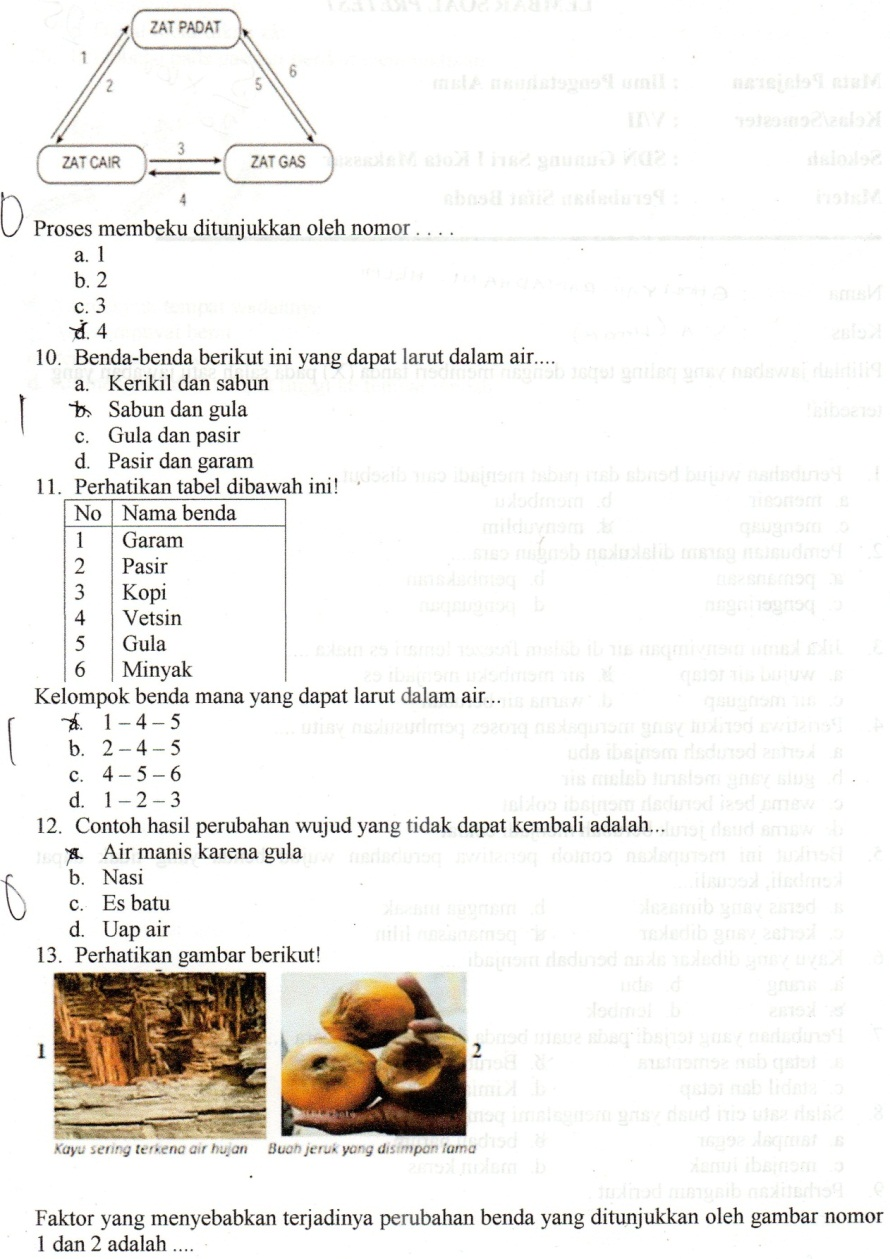 ZAT PADAT
1
2
5
6
ZAT CAIR
3
ZAT GAS
4
Proses membeku ditunjukkan oleh nomor . . . .
a. 1
b. 2
c. 3
d. 4
10. Benda-benda berikut ini yang dapat larut dalam air....
a. Kerikil dan sabun
b. Sabun dan gula
c. Gula dan pasir
d. Pasir dan garam
11. Perhatikan tabel dibawah ini!
No Nama benda
1 Garam
2 Pasir
3 Kopi
4 Vetsin
5 Gula
6 Minyak
Kelompok benda mana yang dapat larut dalam air...
a. 1 – 4 – 5
b. 2 – 4 – 5
c. 4 – 5 – 6
d. 1 – 2 – 3
12. Contoh hasil perubahan wujud yang tidak dapat kembali adalah...
a. Air manis karena gula
b. Nasi
c. Es batu
d. Uap air
13. Perhatikan gambar berikut!
1
2
Kayu sering terkena air hujan
Buah jeruk yang disimpan lama
Faktor yang menyebabkan terjadinya perubahan benda yang ditunjukkan oleh gambar nomor
1 dan 2 adalah ....